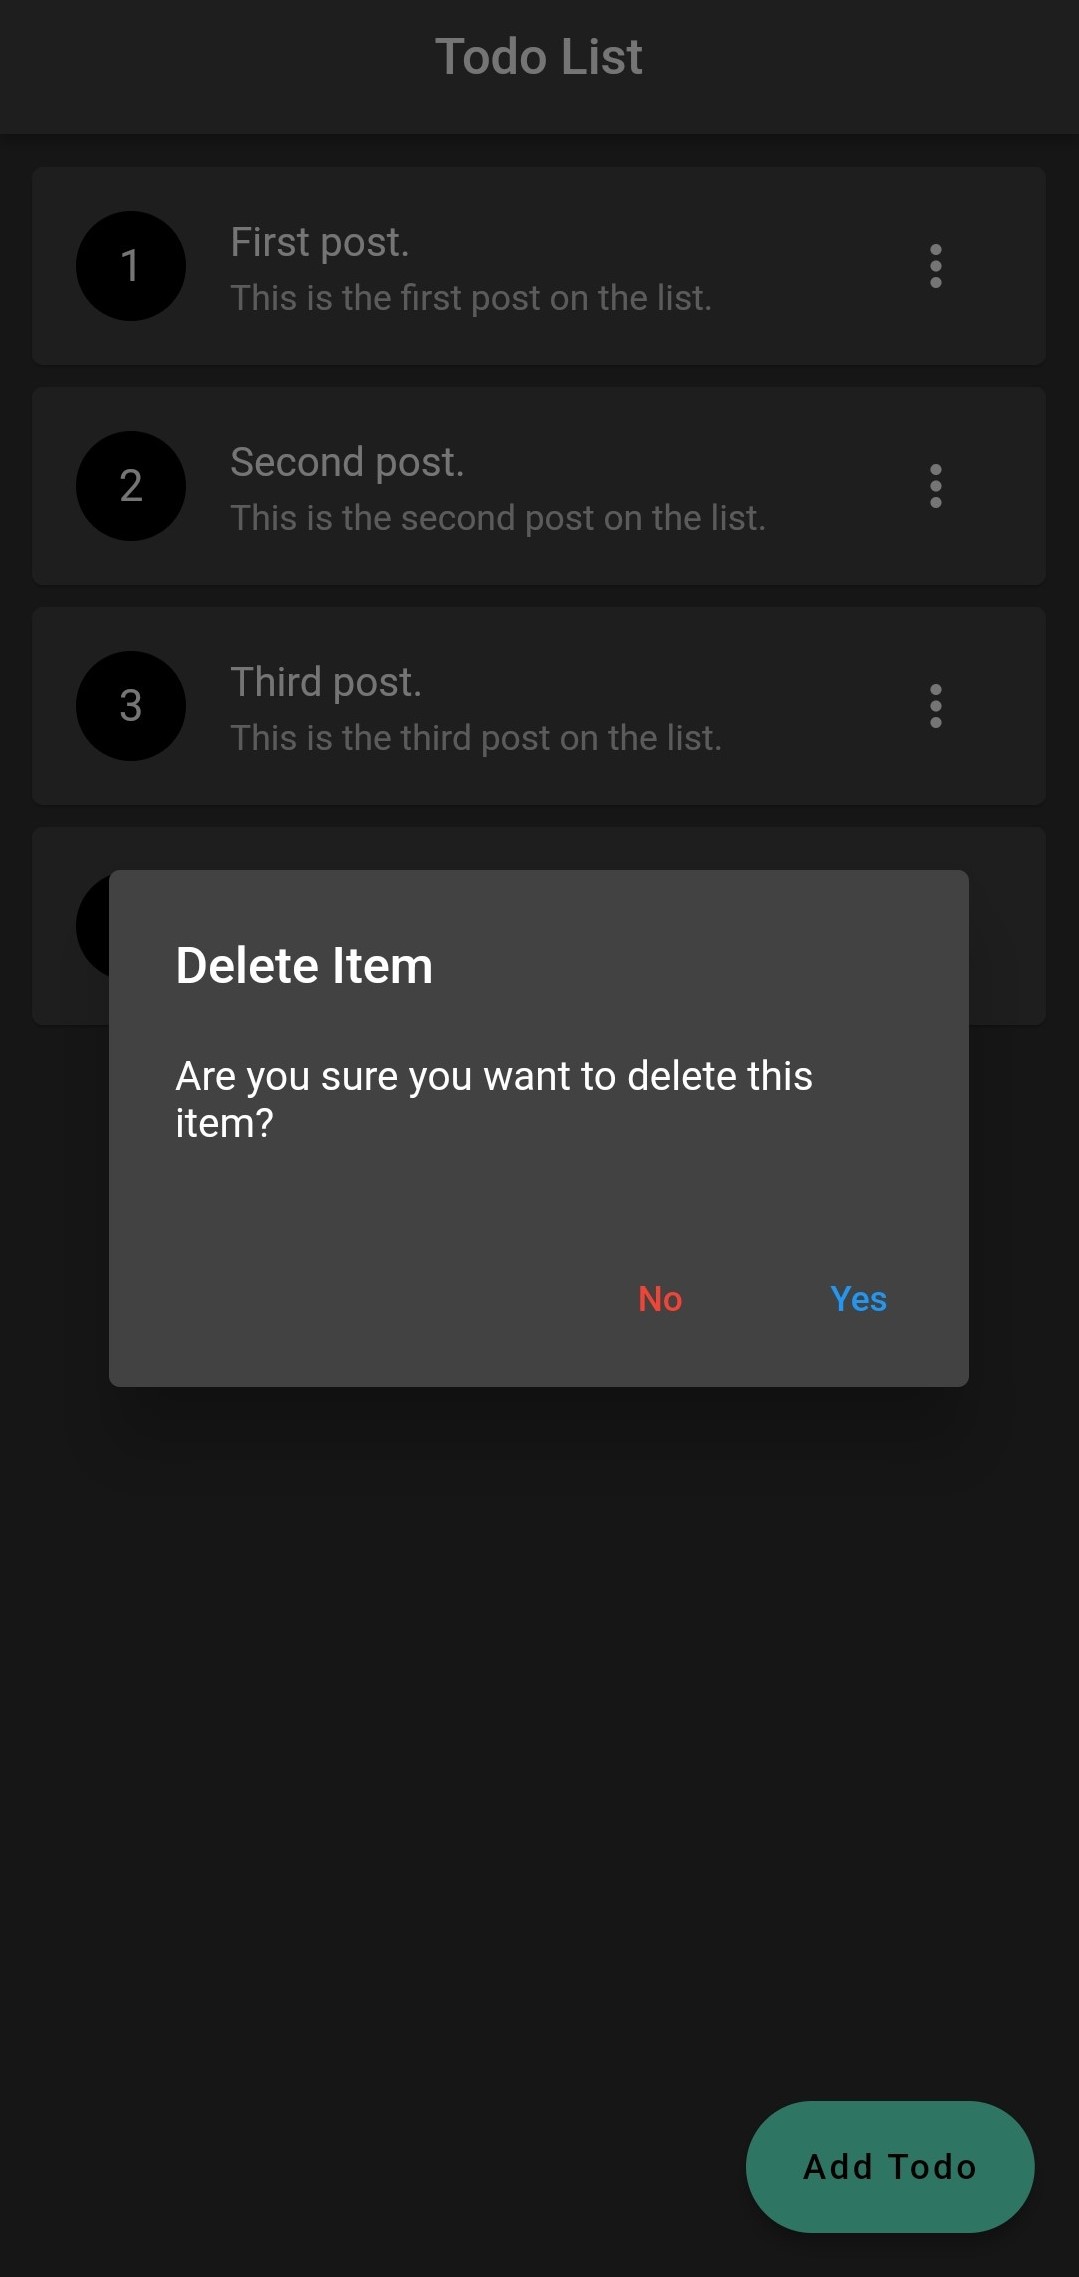 Todo List
1
First post.
This is the first post on the list.
2
Second post.
This is the second post on the list.
3
Third post.
This is the third post on the list.
Delete Item
Are you sure you want to delete this
item?
No
Yes
Add Todo